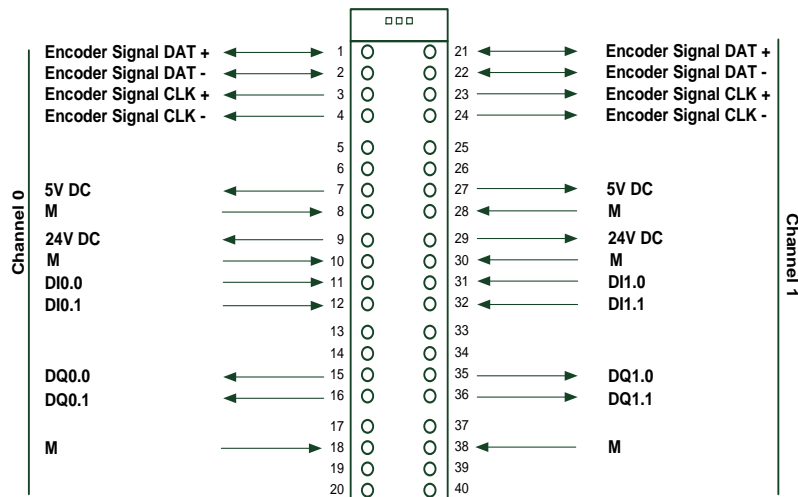 Encoder Signal DAT + 1 21 Encoder Signal DAT +
Encoder Signal DAT - 2 22 Encoder Signal DAT -
Encoder Signal CLK + 3 23 Encoder Signal CLK +
Encoder Signal CLK - 4 24 Encoder Signal CLK -
5 25
6 26
5V DC 7 27 5V DC
M 8 28 M
24V DC 9 29 24V DC
M 10 30 M
DI0.0 11 31 DI1.0
DI0.1 12 32 DI1.1
13 33
14 34
DQ0.0 15 35 DQ1.0
DQ0.1 16 36 DQ1.1
17 37
M 18 38 M
19 39
20 40
Channel 0
Channel 1